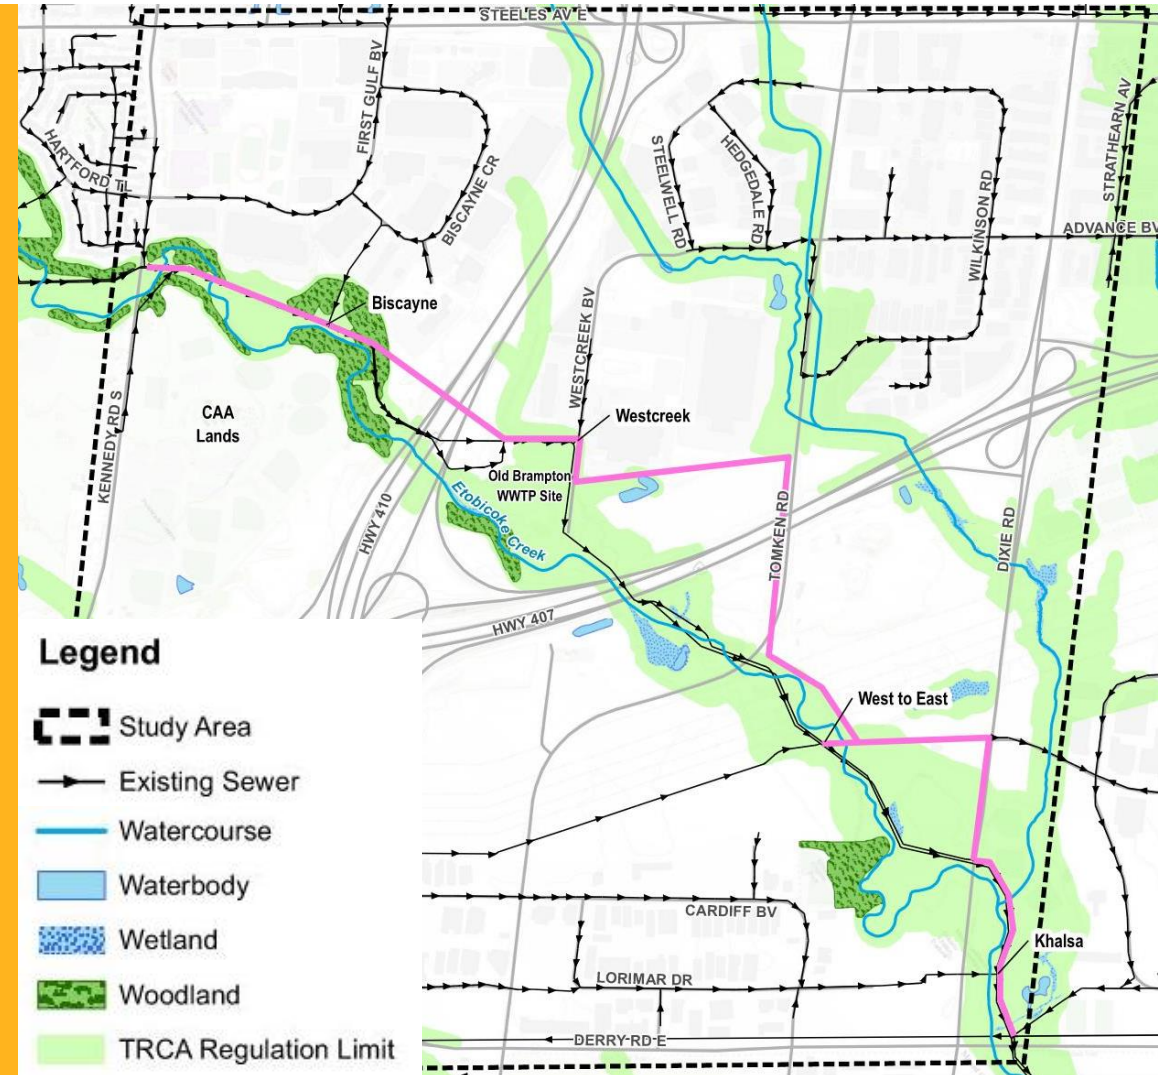 STEELES AV E
FIRST GULF BV
HARTFORD TL
BISCAYNE CR
STEELWELL RD
HEDGEDALE RD
WILKINSON RD
STRATHEARN AV
ADVANCE BV
Biscayne
WESTCREEK BV
KENNEDY RD S
CAA
Lands
Westcreek
Old Brampton
WWTP Site
Etobicoke Creek
HWY 410
TOMKEN RD
DIXIE RD
HWY 407
West to East
CARDIFF BV
Khalsa
LORIMAR DR
DERRY RD E
Legend
Study Area
Existing Sewer
Watercourse
Waterbody
Wetland
Woodland
TRCA Regulation Limit